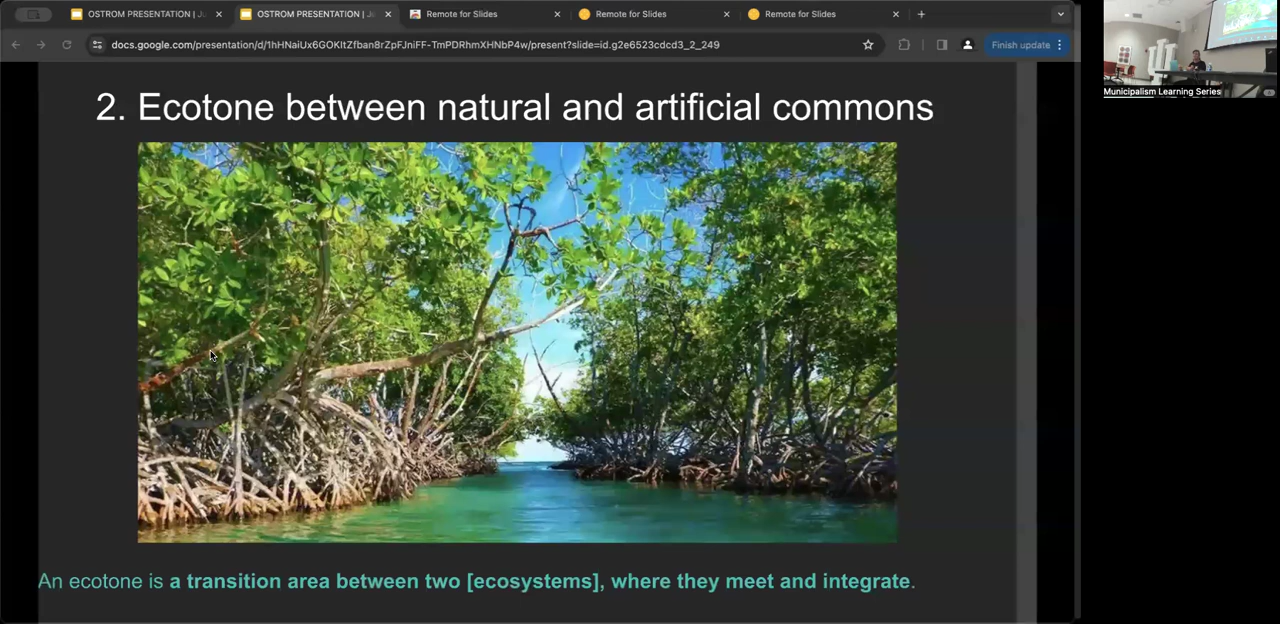 OSTROM PRESENTATION | Ju
OSTROM PRESENTATION | Ja
Remote for Slides
Remote for Slides
Remote for Slides
docs.google.com/presentation/d/1hHNaiUx6GOKItZfban8rZpFJniFF-TmPDRhmXHNbP4w/present?slide=id.g2e6523cdcd3_2_249
Finish update
Municipalism Learning Series
2. Ecotone between natural and artificial commons
An ecotone is a transition area between two [ecosystems], where they meet and integrate.